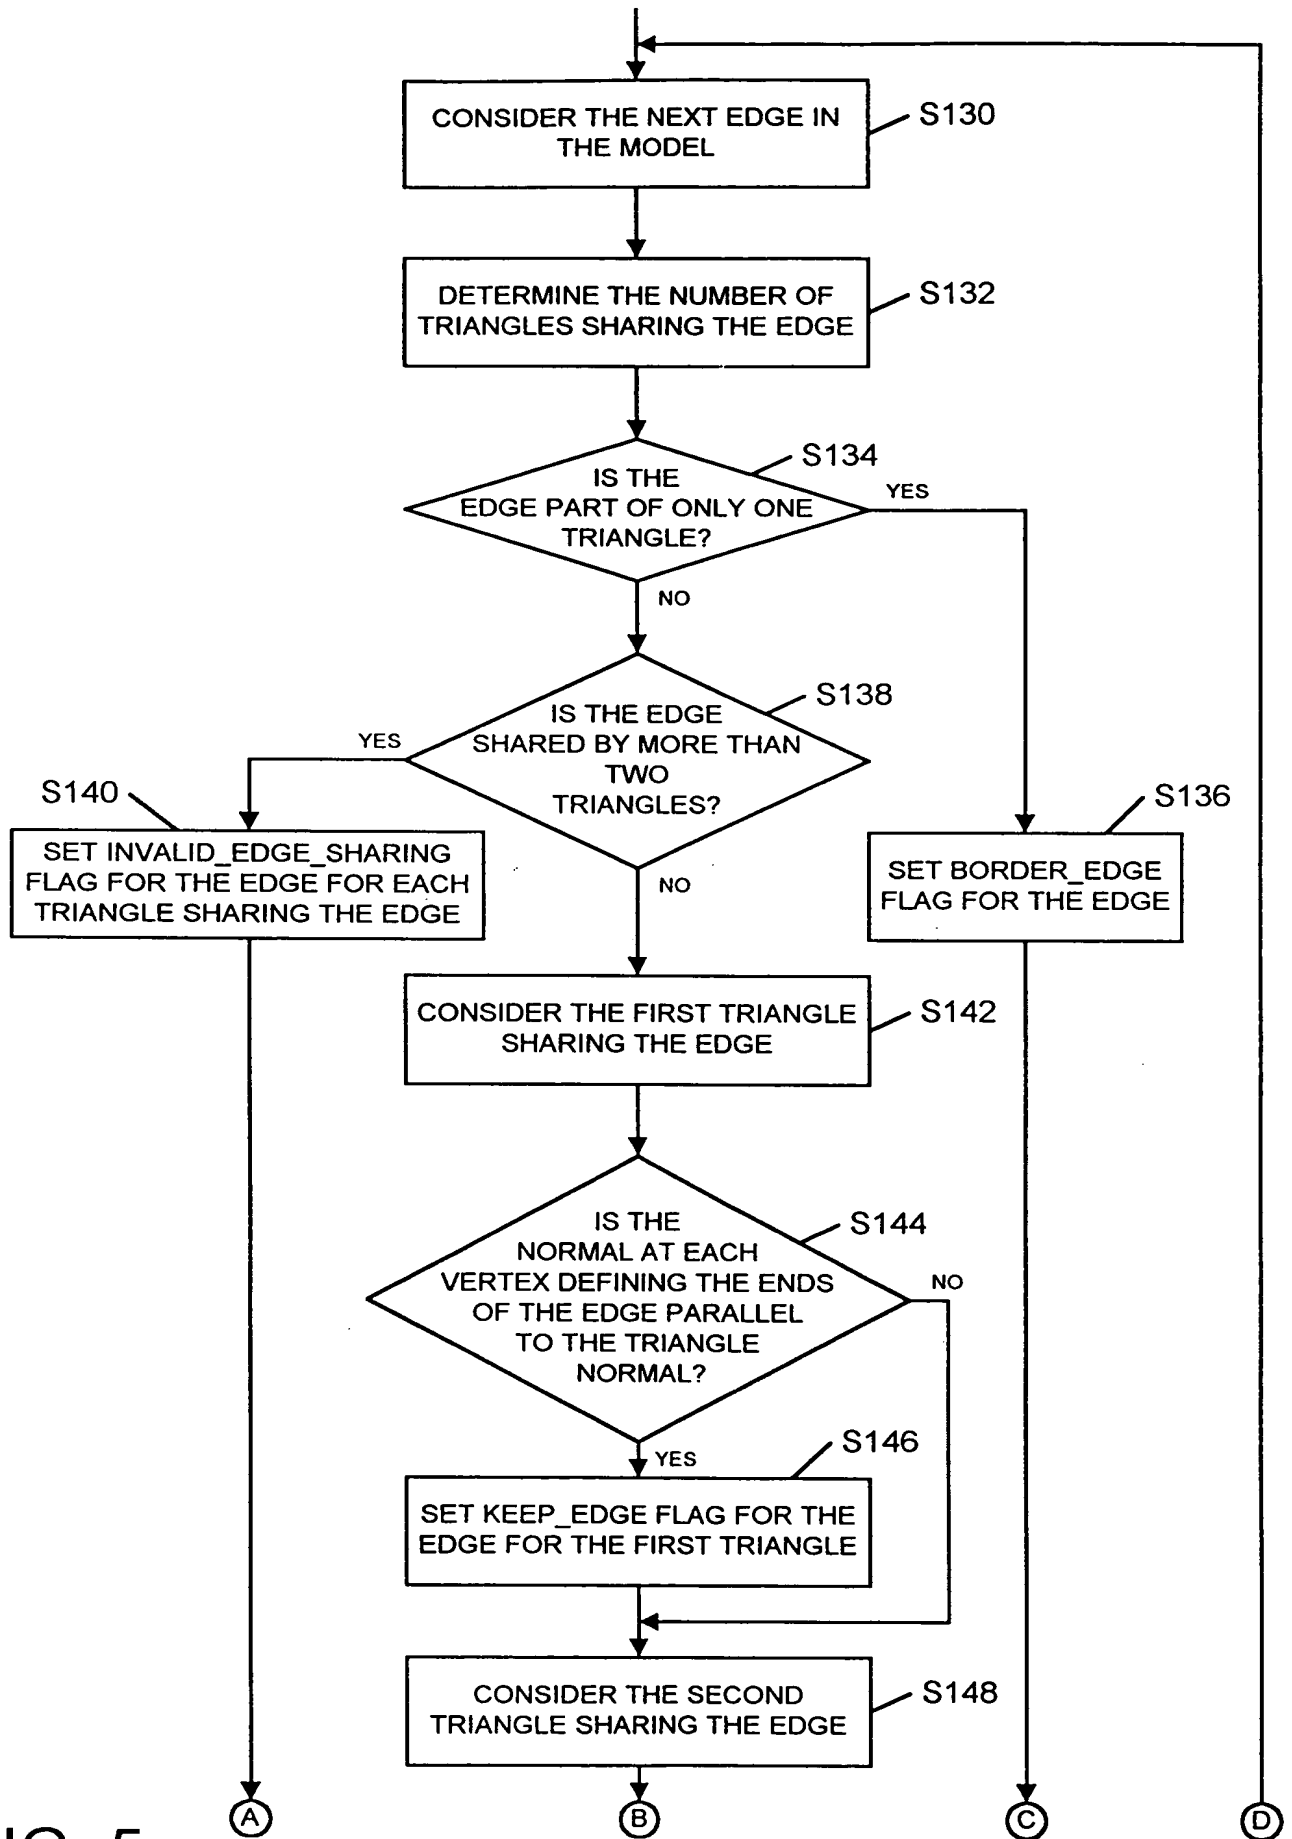 CONSIDER THE NEXT EDGE IN
THE MODEL
S130
DETERMINE THE NUMBER OF
TRIANGLES SHARING THE EDGE
S132
IS THE
EDGE PART OF ONLY ONE
TRIANGLE?
S134
YES
NO
IS THE EDGE
SHARED BY MORE THAN
TWO
TRIANGLES?
S138
YES
NO
S140
SET INVALID_EDGE_SHARING
FLAG FOR THE EDGE FOR EACH
TRIANGLE SHARING THE EDGE
S136
SET BORDER_EDGE
FLAG FOR THE EDGE
CONSIDER THE FIRST TRIANGLE
SHARING THE EDGE
S142
IS THE
NORMAL AT EACH
VERTEX DEFINING THE ENDS
OF THE EDGE PARALLEL
TO THE TRIANGLE
NORMAL?
S144
NO
YES
S146
SET KEEP_EDGE FLAG FOR THE
EDGE FOR THE FIRST TRIANGLE
CONSIDER THE SECOND
TRIANGLE SHARING THE EDGE
S148
A
B
C
D